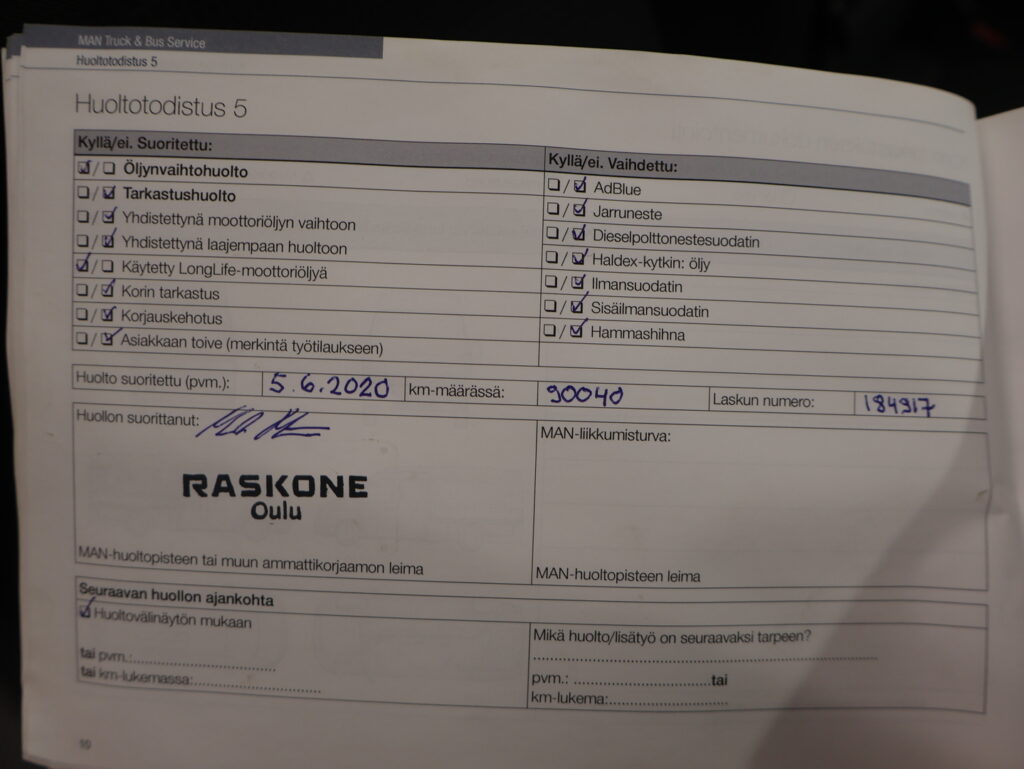 MAN Truck & Bus Service
Huoltotodistus 5
Huoltotodistus 5
Kyllä/ei. Suoritettu:
☑/☐ Öljynvaihtohuolto
☐/☑ Tarkastushuolto
☐/☑ Yhdistettynä moottoriöljyn vaihtoon
☐/☑ Yhdistettynä laajempaan huoltoon
☑/☐ Käytetty LongLife-moottoriöljyä
☐/☑ Korin tarkastus
☐/☑ Korjauskehotus
☐/☑ Asiakkaan toive (merkintä työtilaukseen)
Kyllä/ei. Vaihdettu:
☐/☑ AdBlue
☐/☑ Jarruneste
☐/☑ Dieselpolttonestesuodatin
☐/☑ Haldex-kytkin: öljy
☐/☑ Ilmansuodatin
☐/☑ Sisäilmansuodatin
☐/☑ Hammashihna
Huolto suoritettu (pvm.): 5.6.2020 km-määrässä: 90040 Laskun numero: 184917
Huollon suorittanut:
RASKONE
Oulu
MAN-huoltopisteen tai muun ammattikorjaamon leima
MAN-liikkumisturva:
MAN-huoltopisteen leima
Seuraavan huollon ajankohta
☑ Huoltovälinäytön mukaan
tai pvm.:
tai km-lukemassa:
Mikä huolto/lisätyö on seuraavaksi tarpeen?
pvm.: tai
km-lukema: